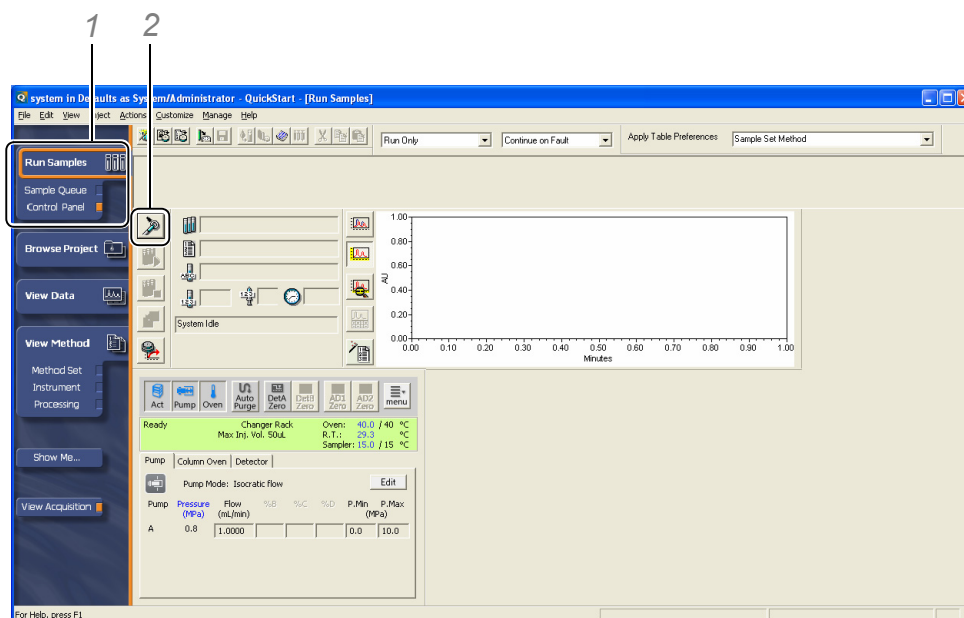 1 2
system in Defaults as System/Administrator - QuickStart - [Run Samples]
File Edit View ject Actions Customize Manage Help
Run Only Continue on Fault Apply Table Preferences Sample Set Method
Run Samples
Sample Queue
Control Panel
Browse Project
View Data
View Method
Method Set
Instrument
Processing
Show Me...
View Acquisition
System Idle
AU
1.00
0.80
0.60
0.40
0.20
0.00
0.00 0.10 0.20 0.30 0.40 0.50 0.60 0.70 0.80 0.90 1.00
Minutes
Act Pump Oven Auto Purge DetA Zero DetB Zero AD1 Zero AD2 Zero menu
Ready Changer Rack Oven: 40.0 / 40 °C
Max Inj. Vol. 50uL R.T.: 29.3 °C
Sampler: 15.0 / 15 °C
Pump Column Oven Detector
Pump Mode: Isocratic flow Edit
Pump Pressure Flow %B %C %D P.Min P.Max
(MPa) (mL/min) (MPa)
A 0.8 1.0000 0.0 10.0
For Help, press F1